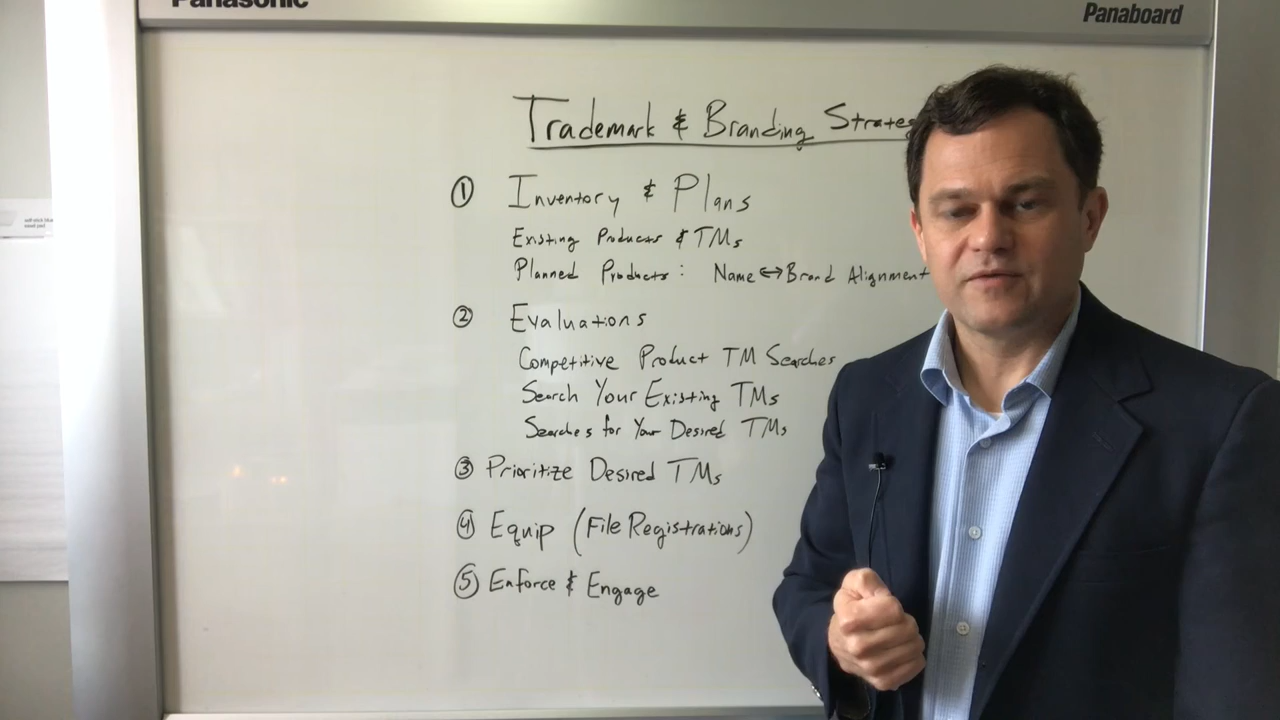 Panasonic
Panaboard
Trademark & Branding Strateg
① Inventory & Plans
Existing Products & TMs
Planned Products: Name ↔ Brand Alignment
② Evaluations
Competitive Product TM Searches
Search Your Existing TMs
Searches for Your Desired TMs
③ Prioritize Desired TMs
④ Equip (File Registrations)
⑤ Enforce & Engage